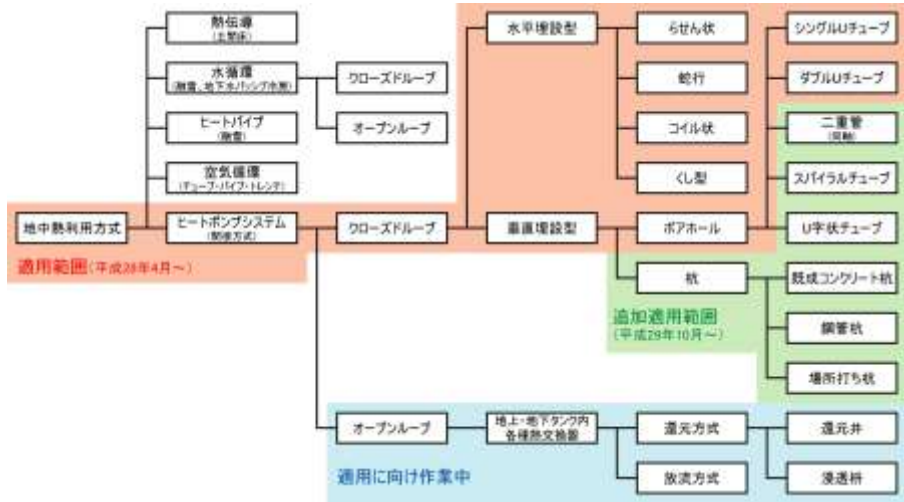 熱伝導
水循環
ヒートパイプ
(融雪)
空気循環
(チューブ・パイプ・トレンチ)
地中熱利用方式
ヒートポンプシステム
(間接方式)
クローズドループ
オープンループ
クローズドループ
水平埋設型
らせん状
蛇行
コイル状
くし型
垂直埋設型
ボアホール
杭
シングルUチューブ
ダブルUチューブ
二重管
(同軸)
スパイラルチューブ
U字状チューブ
既成コンクリート杭
鋼管杭
場所打ち杭
適用範囲(平成28年4月~)
追加適用範囲
(平成29年10月~)
オープンループ
地上・地下タンク内
各種熱交換器
還元方式
放流方式
還元井
浸透桝
適用に向け作業中